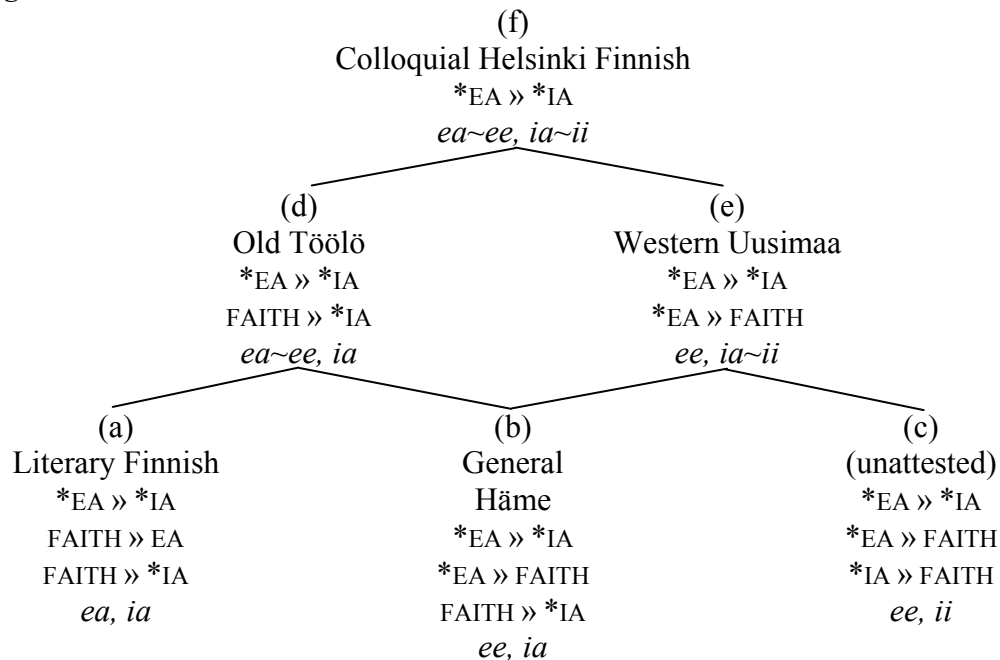 g
(f)
Colloquial Helsinki Finnish
*EA » *IA
ea~ee, ia~ii
(d)
Old Töölö
*EA » *IA
FAITH » *IA
ea~ee, ia
(e)
Western Uusimaa
*EA » *IA
*EA » FAITH
ee, ia~ii
(a)
Literary Finnish
*EA » *IA
FAITH » EA
FAITH » *IA
ea, ia
(b)
General
Häme
*EA » *IA
*EA » FAITH
FAITH » *IA
ee, ia
(c)
(unattested)
*EA » *IA
*EA » FAITH
*IA » FAITH
ee, ii